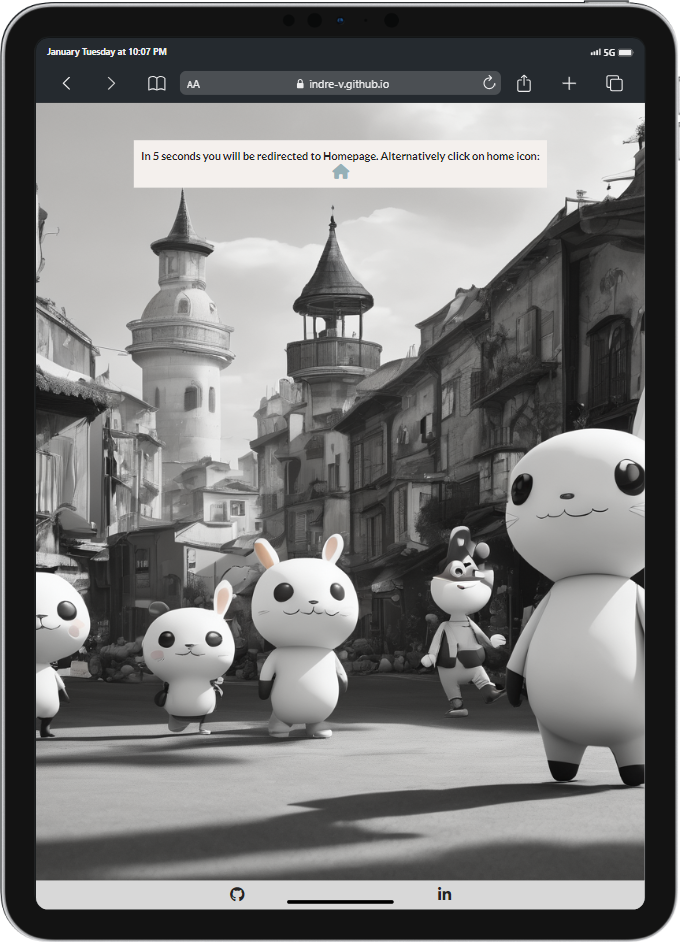 January Tuesday at 10:07 PM
5G
AA
indre-v.github.io
In 5 seconds you will be redirected to Homepage. Alternatively click on home icon:
in